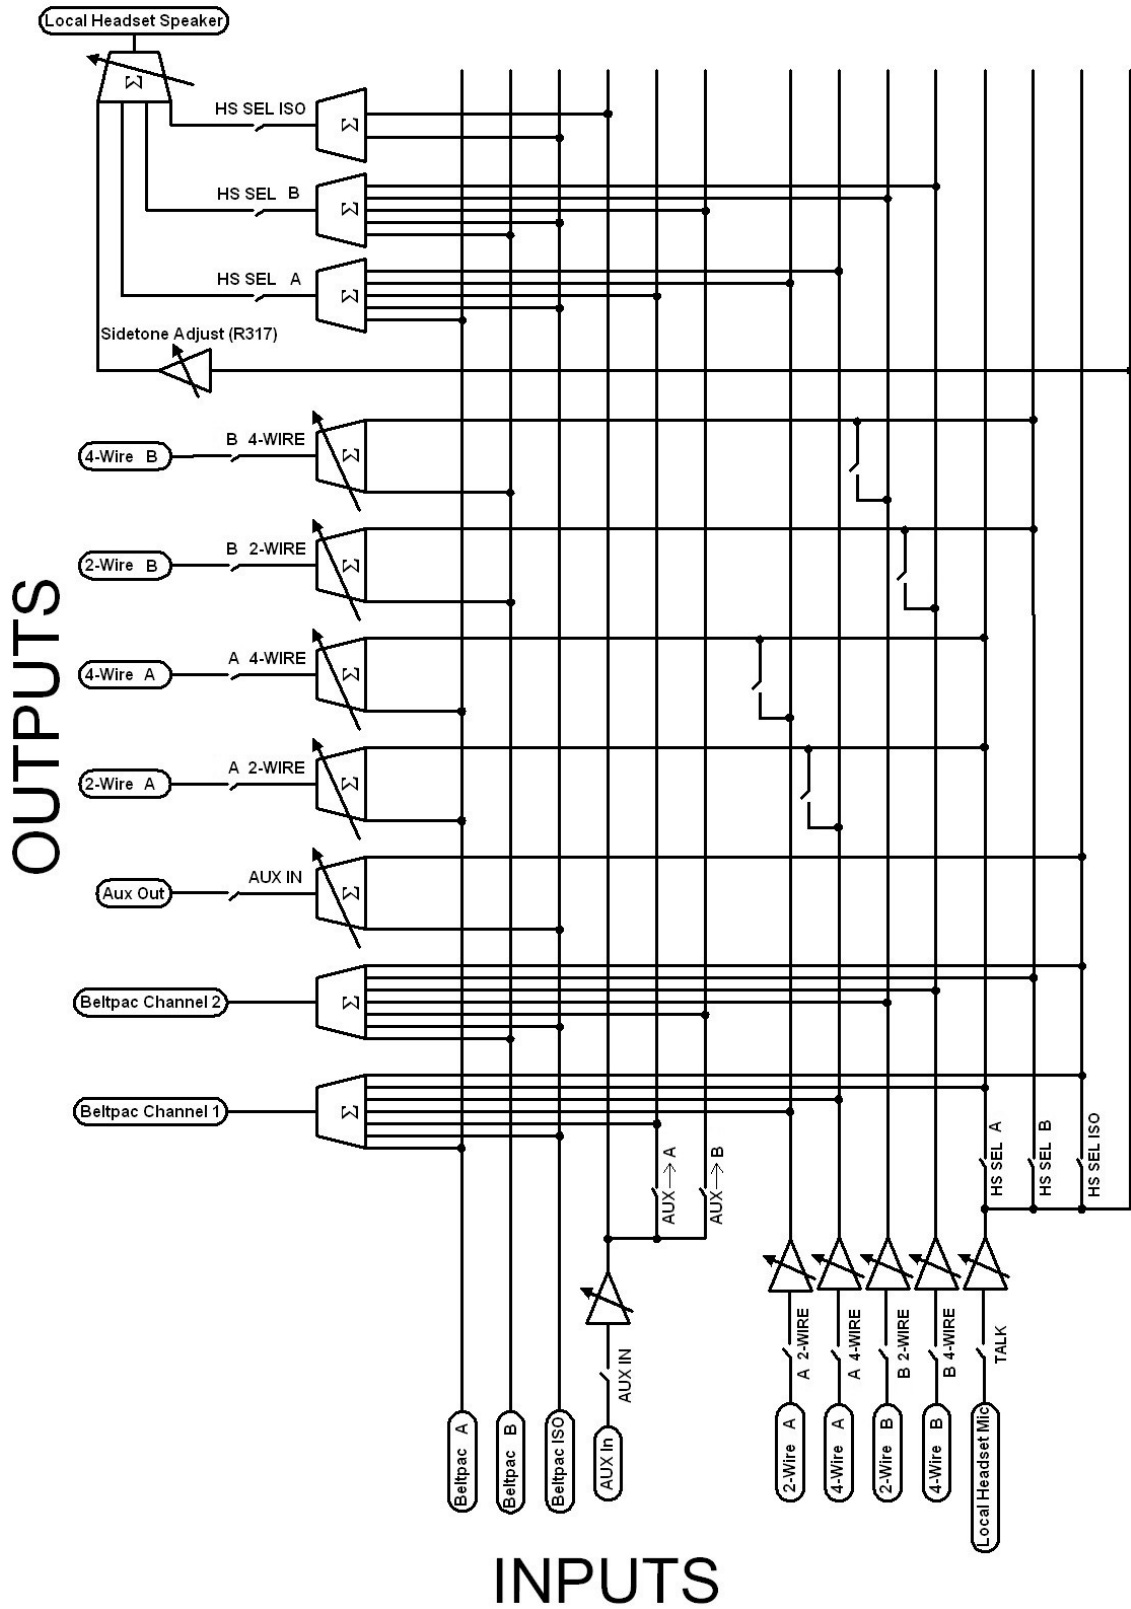 Local Headset Speaker
Σ
HS SEL ISO
Σ
HS SEL B
Σ
HS SEL A
Σ
Sidetone Adjust (R317)
4-Wire B
B 4-WIRE
Σ
2-Wire B
B 2-WIRE
Σ
4-Wire A
A 4-WIRE
Σ
2-Wire A
A 2-WIRE
Σ
Aux Out
AUX IN
Σ
Beltpac Channel 2
Σ
Beltpac Channel 1
Σ
OUTPUTS
AUX → A
AUX → B
HS SEL A
HS SEL B
HS SEL ISO
AUX IN
A 2-WIRE
A 4-WIRE
B 2-WIRE
B 4-WIRE
TALK
Beltpac A
Beltpac B
Beltpac ISO
AUX In
2-Wire A
4-Wire A
2-Wire B
4-Wire B
Local Headset Mic
INPUTS